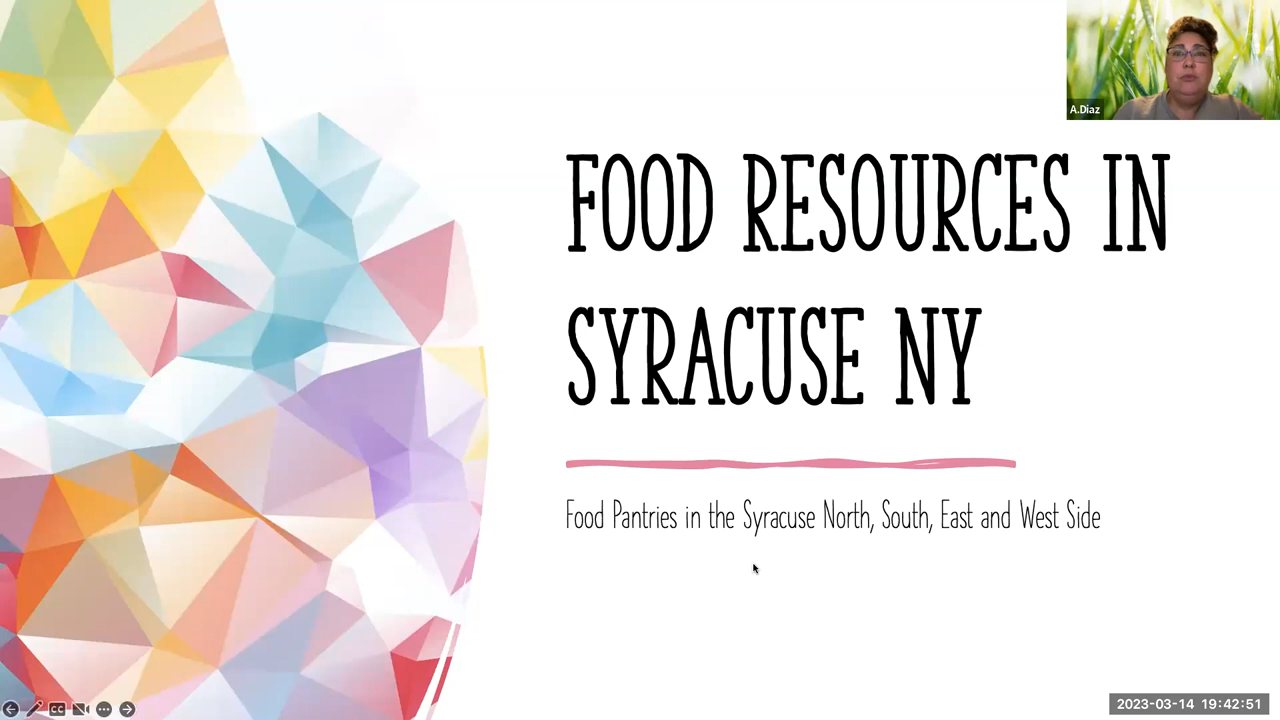 A.Diaz
FOOD RESOURCES IN
SYRACUSE NY
Food Pantries in the Syracuse North, South, East and West Side
CC
2023-03-14 19:42:51